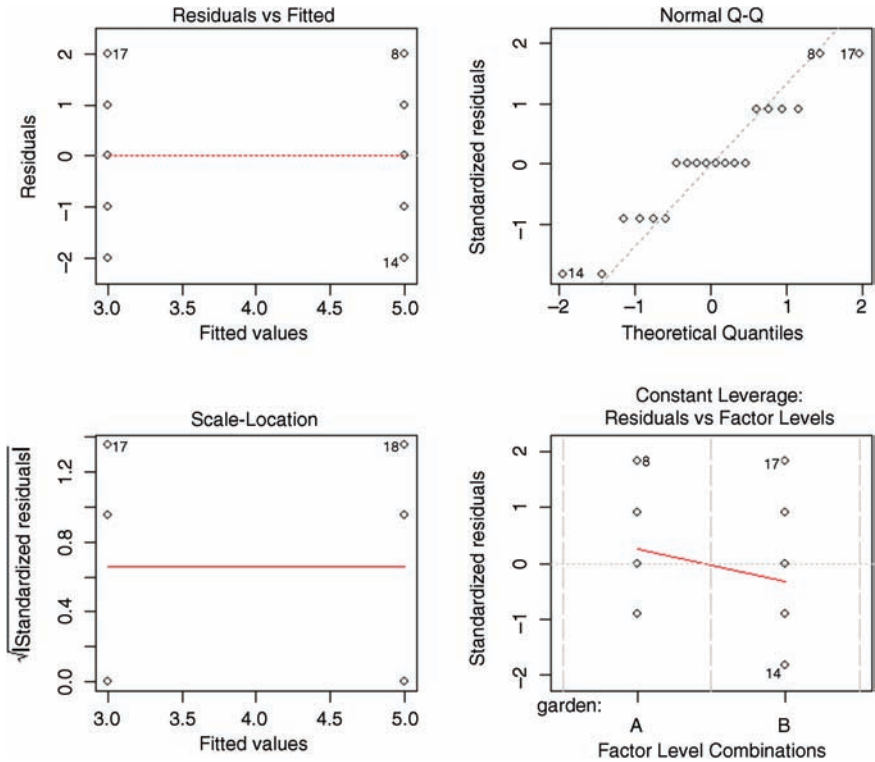 Residuals vs Fitted
Residuals
2
1
0
−1
−2
17
8
14
3.0 3.5 4.0 4.5 5.0
Fitted values
Normal Q-Q
Standardized residuals
2
1
0
−1
8
17
14
−2 −1 0 1 2
Theoretical Quantiles
Scale-Location
√|Standardized residuals|
1.2
0.8
0.4
0.0
17
18
3.0 3.5 4.0 4.5 5.0
Fitted values
Constant Leverage:
Residuals vs Factor Levels
Standardized residuals
2
1
0
−1
−2
8
17
14
garden:
A B
Factor Level Combinations